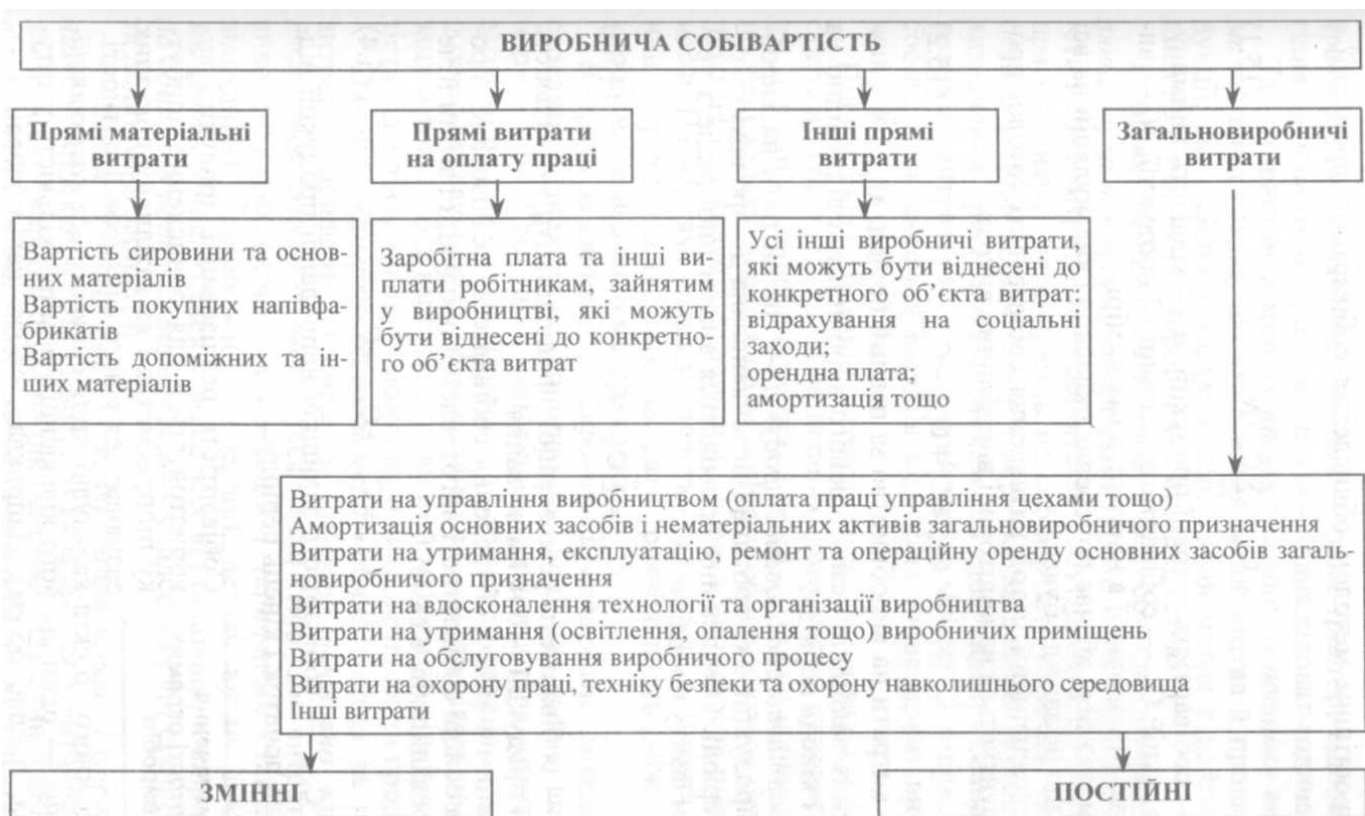 ВИРОБНИЧА СОБІВАРТІСТЬ
Прямі матеріальні
витрати
Прямі витрати
на оплату праці
Інші прямі
витрати
Загальновиробничі
витрати
Вартість сировини та основ-
них матеріалів
Вартість покупних напівфа-
брикатів
Вартість допоміжних та ін-
ших матеріалів
Заробітна плата та інші ви-
плати робітникам, зайнятим
у виробництві, які можуть
бути віднесені до конкретно-
го об’єкта витрат
Усі інші виробничі витрати,
які можуть бути віднесені до
конкретного об’єкта витрат:
відрахування на соціальні
заходи;
орендна плата;
амортизація тощо
Витрати на управління виробництвом (оплата праці управління цехами тощо)
Амортизація основних засобів і нематеріальних активів загальновиробничого призначення
Витрати на утримання, експлуатацію, ремонт та операційну оренду основних засобів загаль-
новиробничого призначення
Витрати на вдосконалення технології та організації виробництва
Витрати на утримання (освітлення, опалення тощо) виробничих приміщень
Витрати на обслуговування виробничого процесу
Витрати на охорону праці, техніку безпеки та охорону навколишнього середовища
Інші витрати
ЗМІННІ
ПОСТІЙНІ